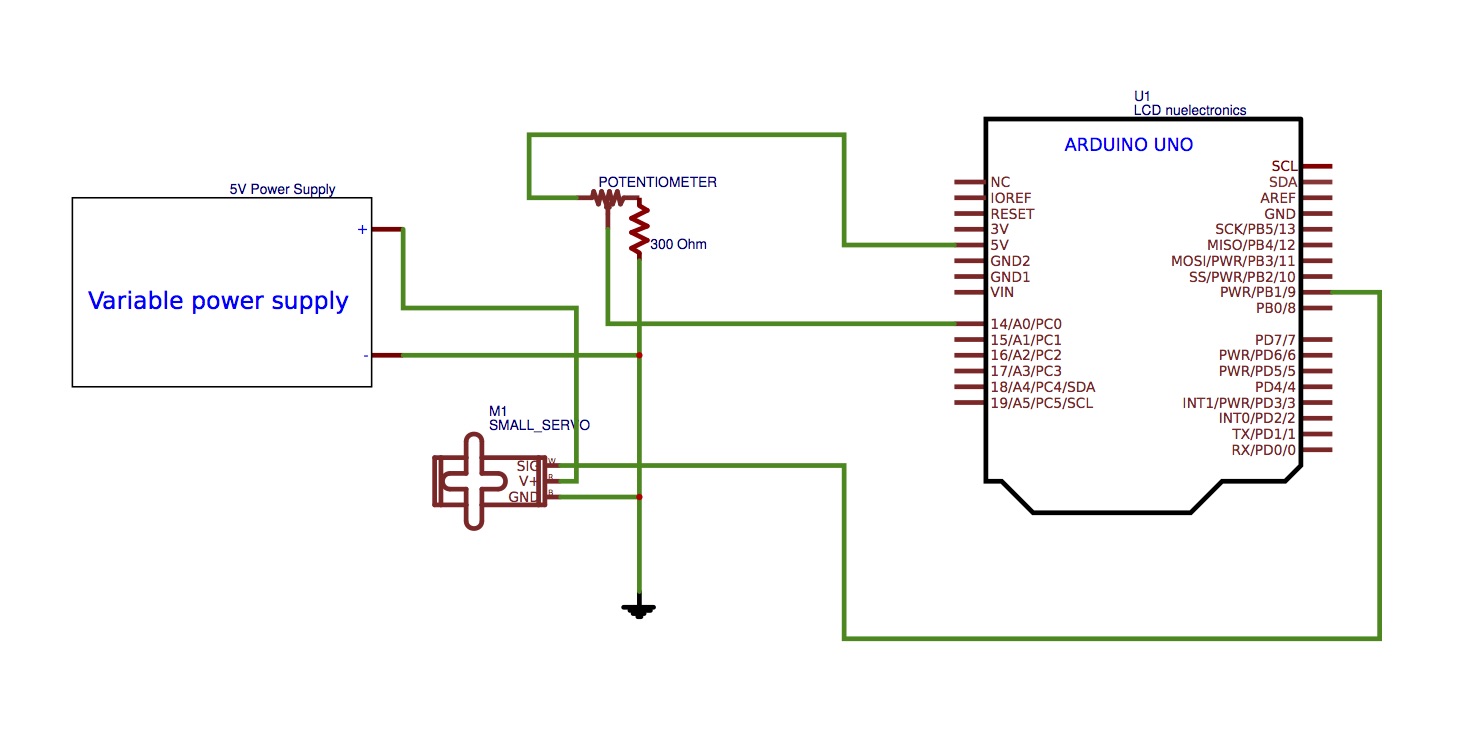 U1
LCD nuelectronics
ARDUINO UNO
NC
IOREF
RESET
3V
5V
GND2
GND1
VIN
14/A0/PC0
15/A1/PC1
16/A2/PC2
17/A3/PC3
18/A4/PC4/SDA
19/A5/PC5/SCL
SCL
SDA
AREF
GND
SCK/PB5/13
MISO/PB4/12
MOSI/PWR/PB3/11
SS/PWR/PB2/10
PWR/PB1/9
PB0/8
PD7/7
PWR/PD6/6
PWR/PD5/5
PD4/4
INT1/PWR/PD3/3
INT0/PD2/2
TX/PD1/1
RX/PD0/0
POTENTIOMETER
300 Ohm
5V Power Supply
+
Variable power supply
-
M1
SMALL_SERVO
SIG
W
V+
R
GND
B